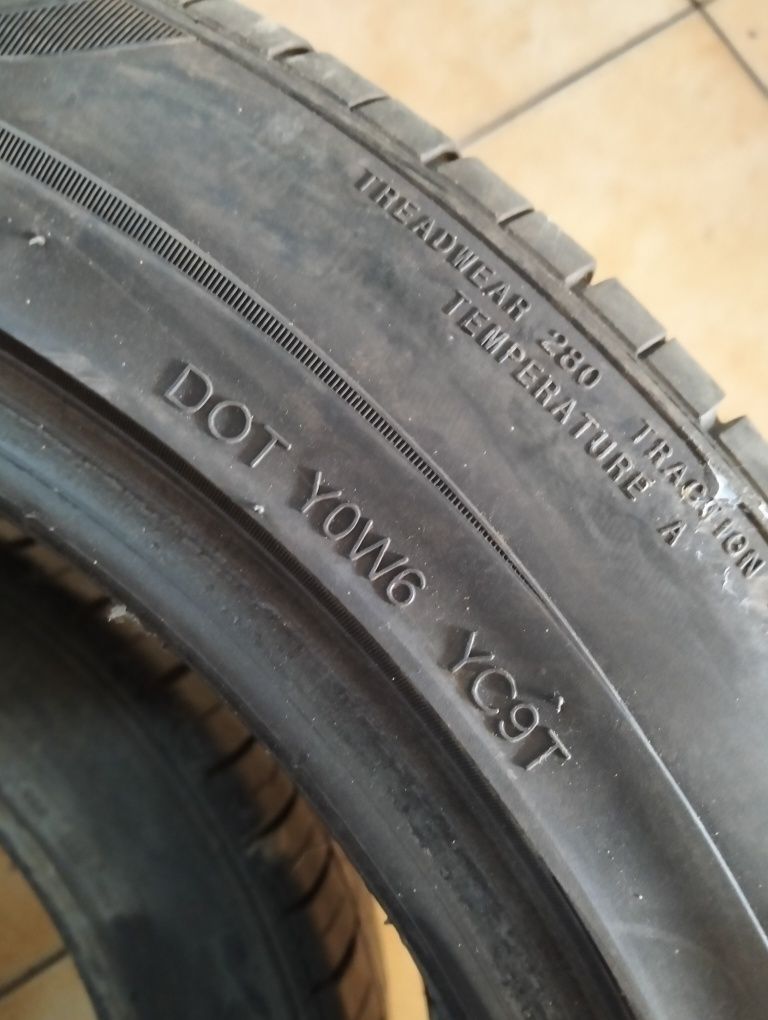 TREADWEAR 280 TRACTION
TEMPERATURE A
DOT Y0W6 YC9T